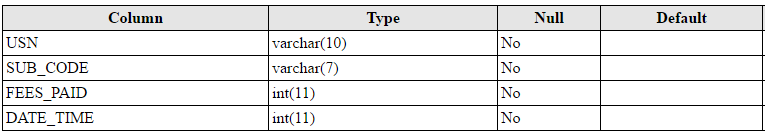 Column Type Null Default
USN varchar(10) No
SUB_CODE varchar(7) No
FEES_PAID int(11) No
DATE_TIME int(11) No